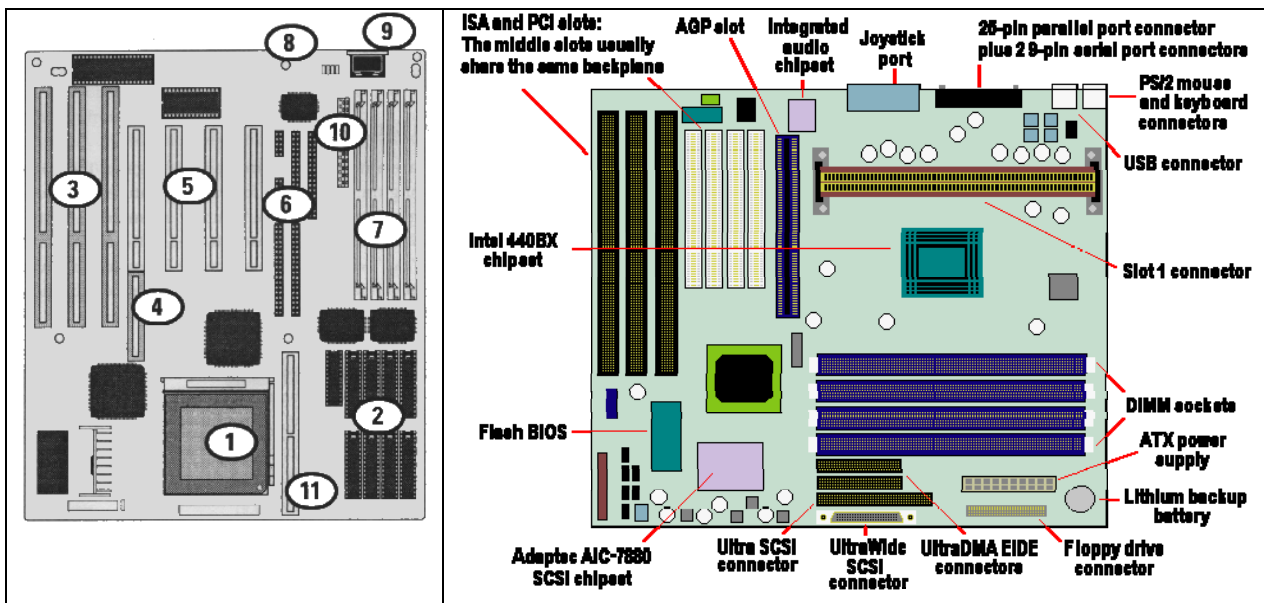 8
9
10
3
5
6
7
4
1
2
11
ISA and PCI slots:
The middle slots usually
share the same backplane
AGP slot
Integrated
audio
chipset
Joystick
port
25-pin parallel port connector
plus 2 9-pin serial port connectors
PS/2 mouse
and keyboard
connectors
USB connector
Intel 440BX
chipset
Slot 1 connector
Flash BIOS
DIMM sockets
ATX power
supply
Lithium backup
battery
Adaptec AIC-7880
SCSI chipset
Ultra SCSI
connector
UltraWide
SCSI
connector
UltraDMA EIDE
connectors
Floppy drive
connector